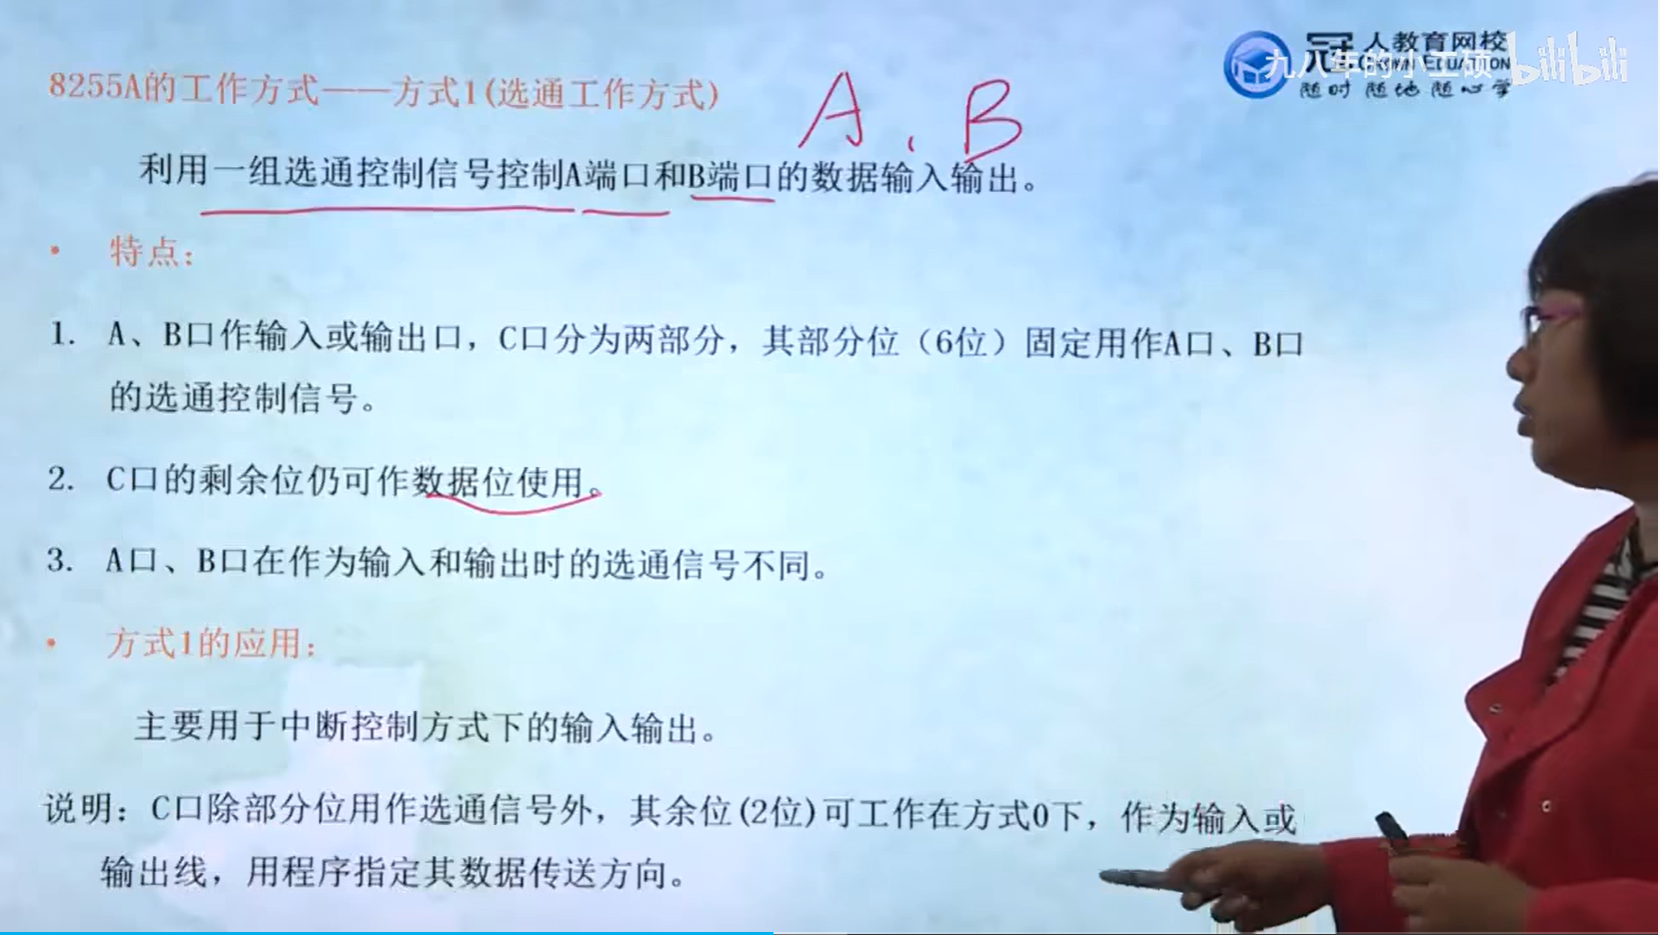 冠人教育网校
CROWN EDUATION
随时 随地 随心学
九八年的小工硕 bilibili
8255A的工作方式——方式1(选通工作方式)
A、B
利用一组选通控制信号控制A端口和B端口的数据输入输出。
• 特点:
1. A、B口作输入或输出口，C口分为两部分，其部分位（6位）固定用作A口、B口
的选通控制信号。
2. C口的剩余位仍可作数据位使用。
3. A口、B口在作为输入和输出时的选通信号不同。
• 方式1的应用:
主要用于中断控制方式下的输入输出。
说明: C口除部分位用作选通信号外，其余位(2位)可工作在方式0下，作为输入或
输出线，用程序指定其数据传送方向。